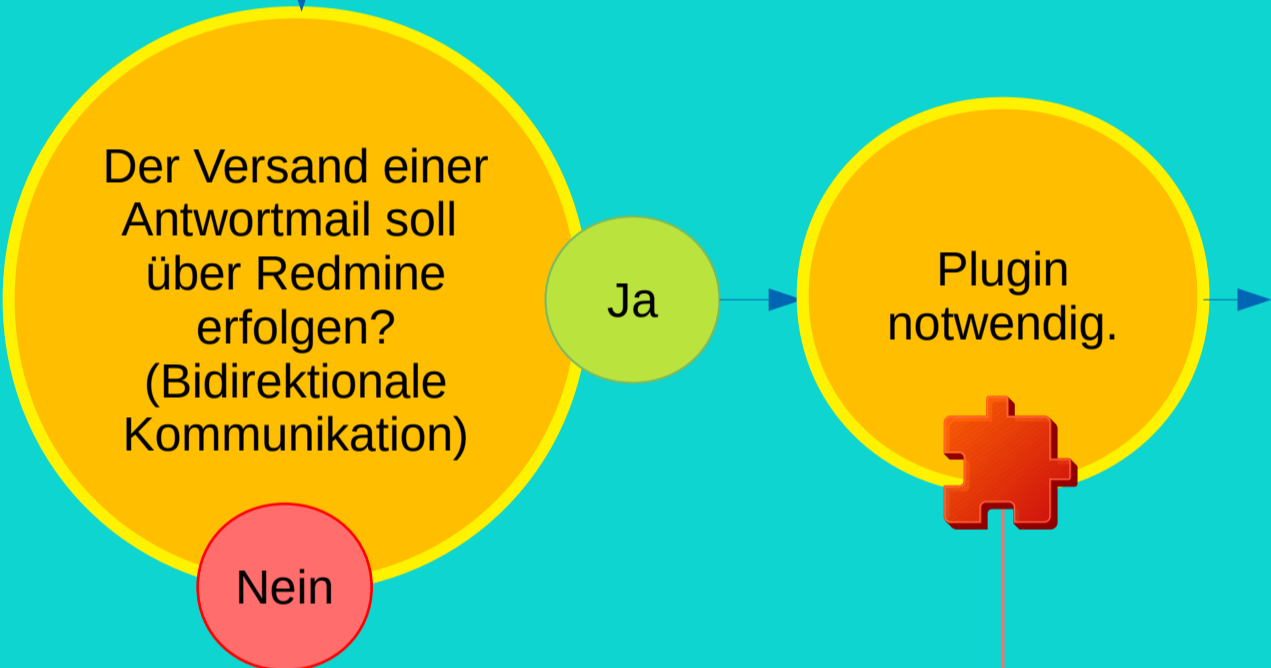 Der Versand einer
Antwortmail soll
über Redmine
erfolgen?
(Bidirektionale
Kommunikation)
Ja
Plugin
notwendig.
Nein